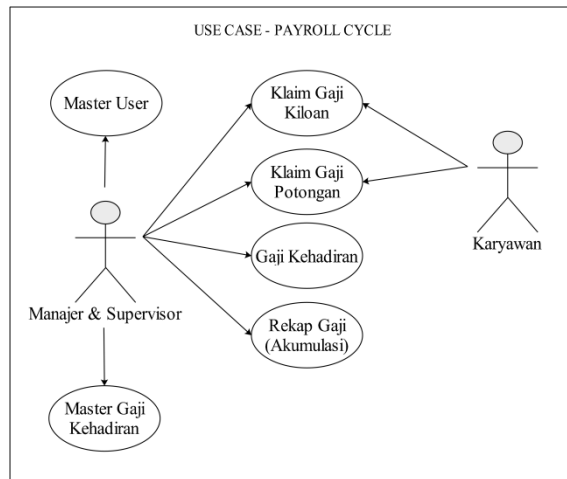 USE CASE - PAYROLL CYCLE
Master User
Klaim Gaji
Kiloan
Klaim Gaji
Potongan
Karyawan
Gaji Kehadiran
Manajer & Supervisor
Rekap Gaji
(Akumulasi)
Master Gaji
Kehadiran